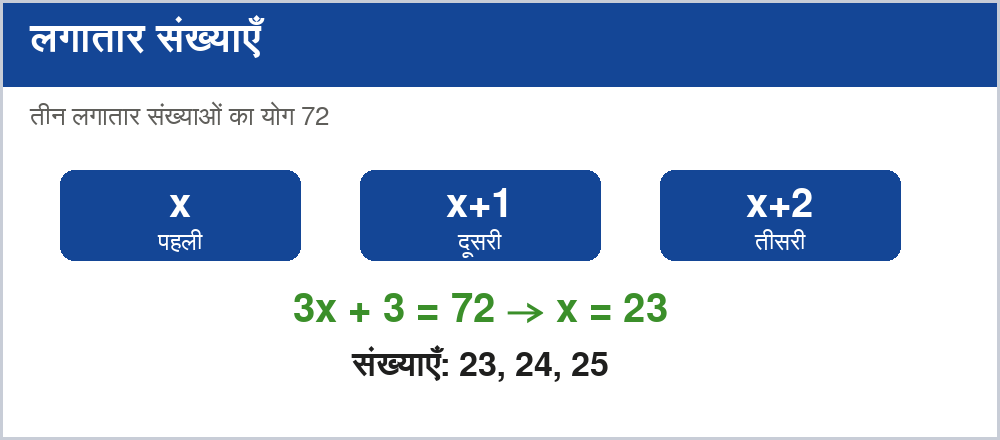 लगातार संख्याएँ
तीन लगातार संख्याओं का योग 72
x
पहली
x+1
दूसरी
x+2
तीसरी
3x + 3 = 72 → x = 23
संख्याएँ: 23, 24, 25